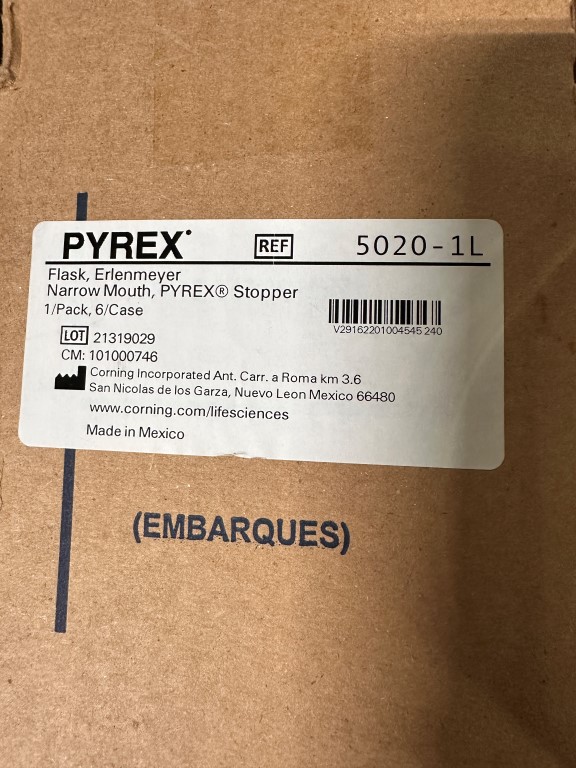 PYREX® REF 5020-1L
Flask, Erlenmeyer
Narrow Mouth, PYREX® Stopper
1/Pack, 6/Case
V29162201004545 240
LOT 21319029
CM: 101000746
Corning Incorporated Ant. Carr. a Roma km 3.6
San Nicolas de los Garza, Nuevo Leon Mexico 66480
www.corning.com/lifesciences
Made in Mexico
(EMBARQUES)